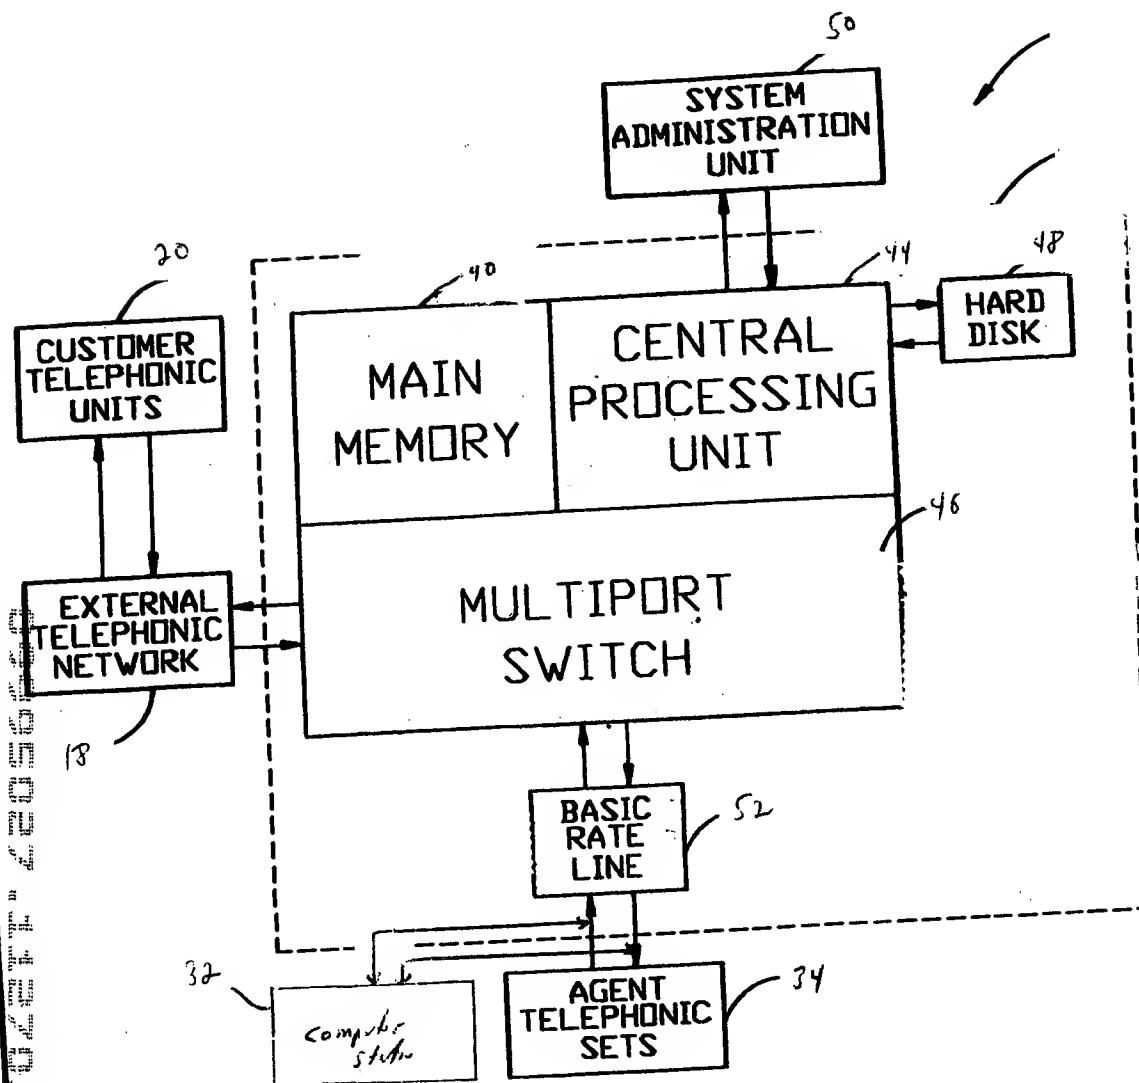 50
SYSTEM
ADMINISTRATION
UNIT
20
40
44
48
CUSTOMER
TELEPHONIC
UNITS
MAIN
MEMORY
CENTRAL
PROCESSING
UNIT
HARD
DISK
46
EXTERNAL
TELEPHONIC
NETWORK
MULTIPORT
SWITCH
18
BASIC
RATE
LINE
52
32
computer
station
AGENT
TELEPHONIC
SETS
34